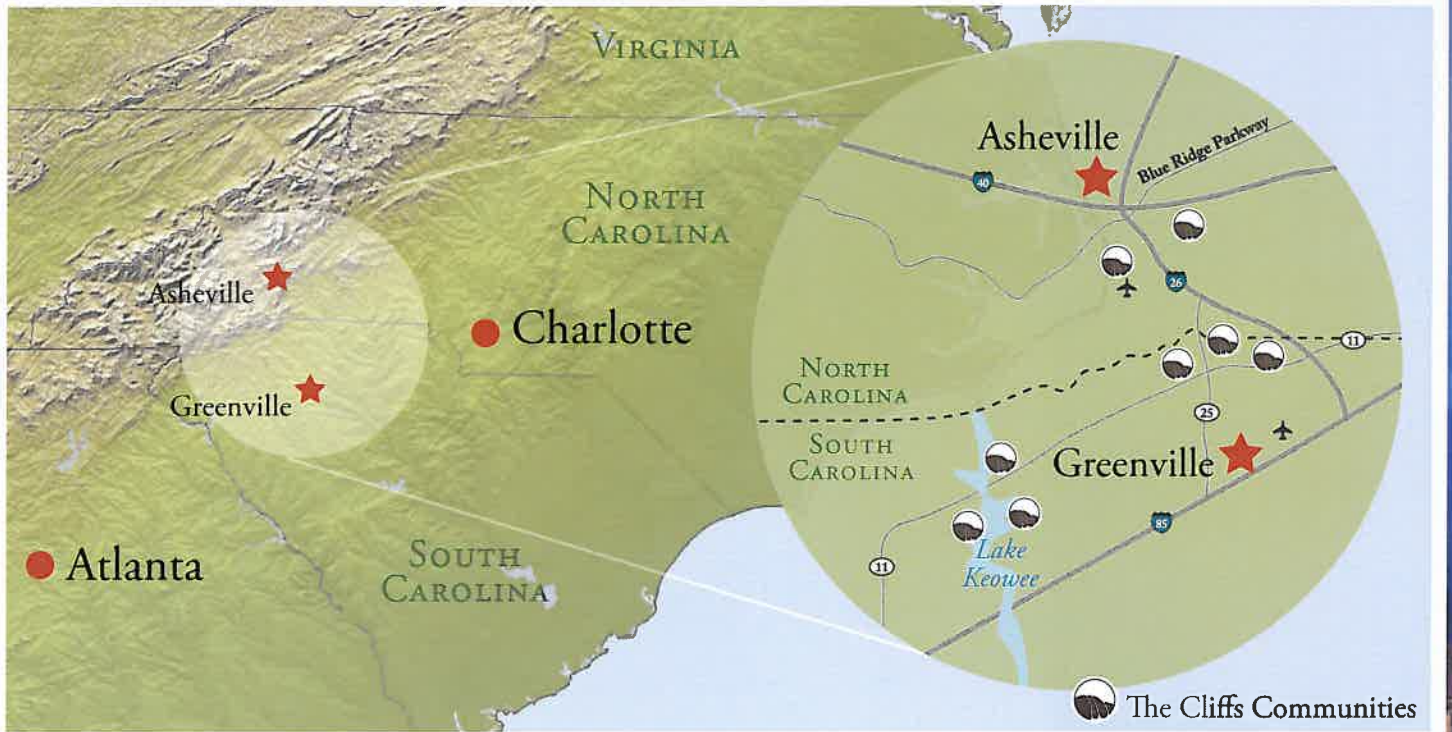 VIRGINIA
NORTH
CAROLINA
Asheville
Charlotte
Greenville
Atlanta
SOUTH
CAROLINA
Asheville
Blue Ridge Parkway
40
26
11
NORTH
CAROLINA
SOUTH
CAROLINA
25
Greenville
85
Lake
Keowee
11
The Cliffs Communities